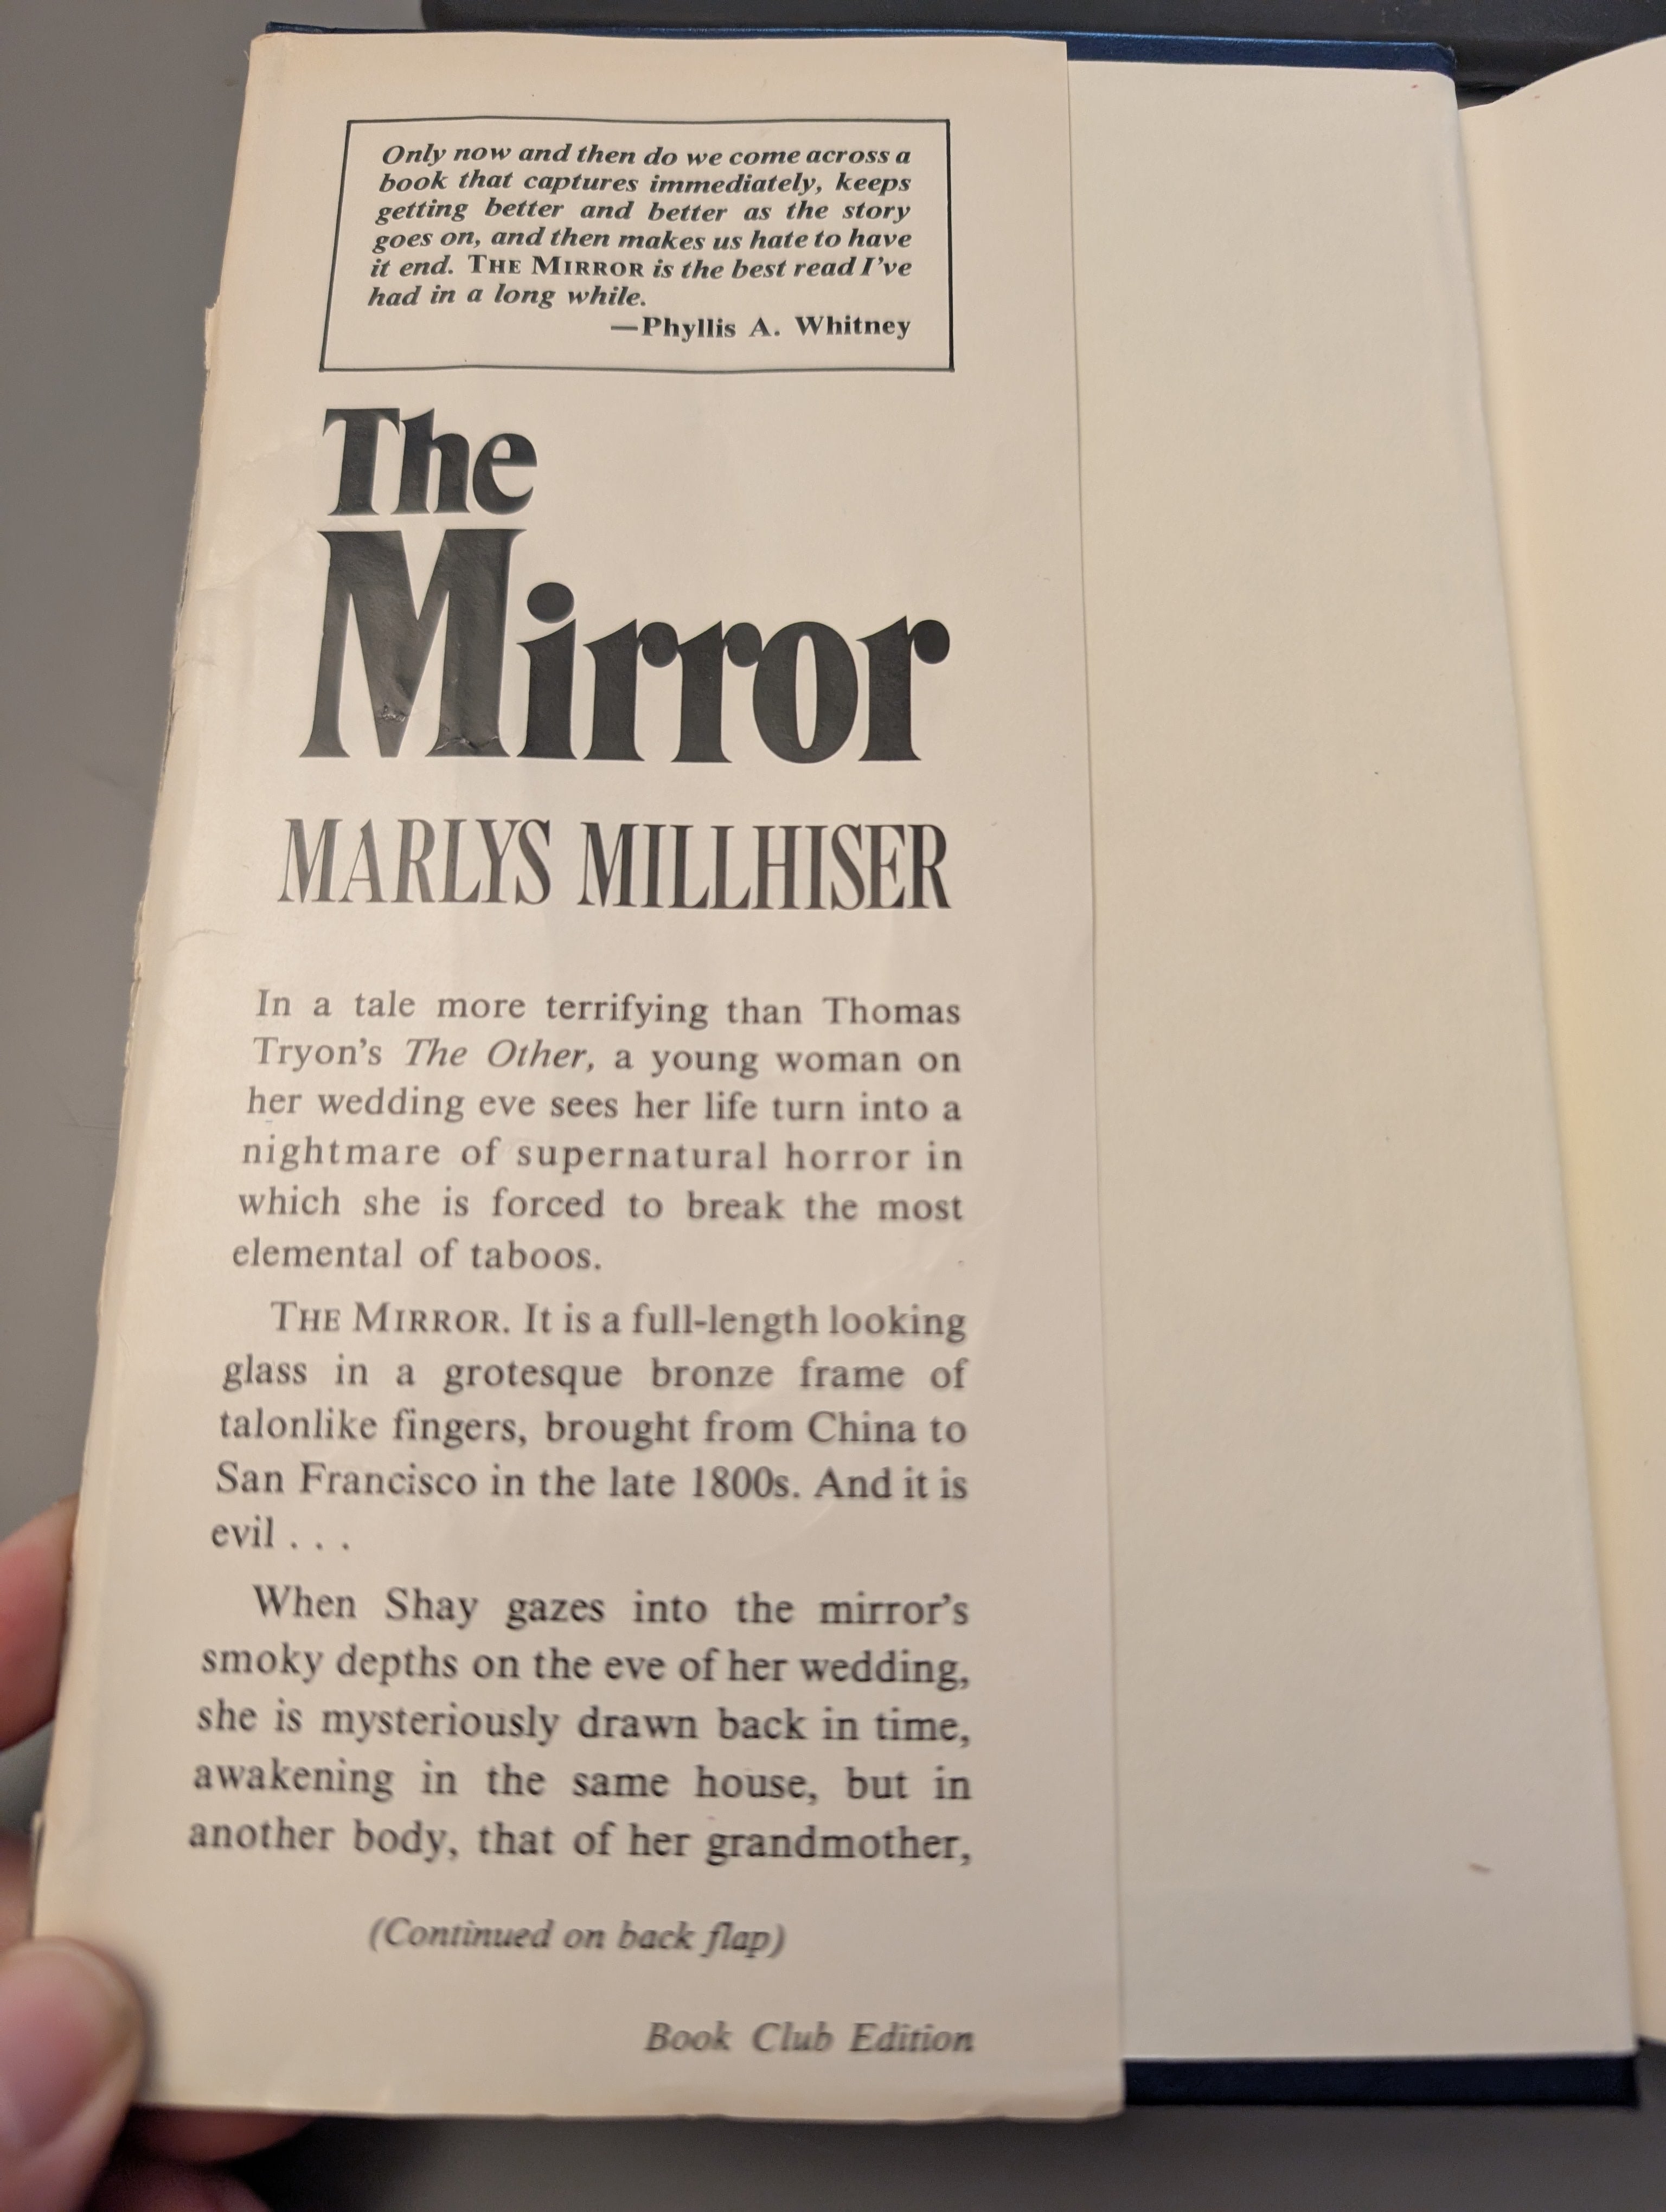 Only now and then do we come across a
book that captures immediately, keeps
getting better and better as the story
goes on, and then makes us hate to have
it end. THE MIRROR is the best read I've
had in a long while.
—Phyllis A. Whitney
The
Mirror
MARLYS MILLHISER
In a tale more terrifying than Thomas
Tryon's The Other, a young woman on
her wedding eve sees her life turn into a
nightmare of supernatural horror in
which she is forced to break the most
elemental of taboos.
THE MIRROR. It is a full-length looking
glass in a grotesque bronze frame of
talonlike fingers, brought from China to
San Francisco in the late 1800s. And it is
evil . . .
When Shay gazes into the mirror's
smoky depths on the eve of her wedding,
she is mysteriously drawn back in time,
awakening in the same house, but in
another body, that of her grandmother,
(Continued on back flap)
Book Club Edition